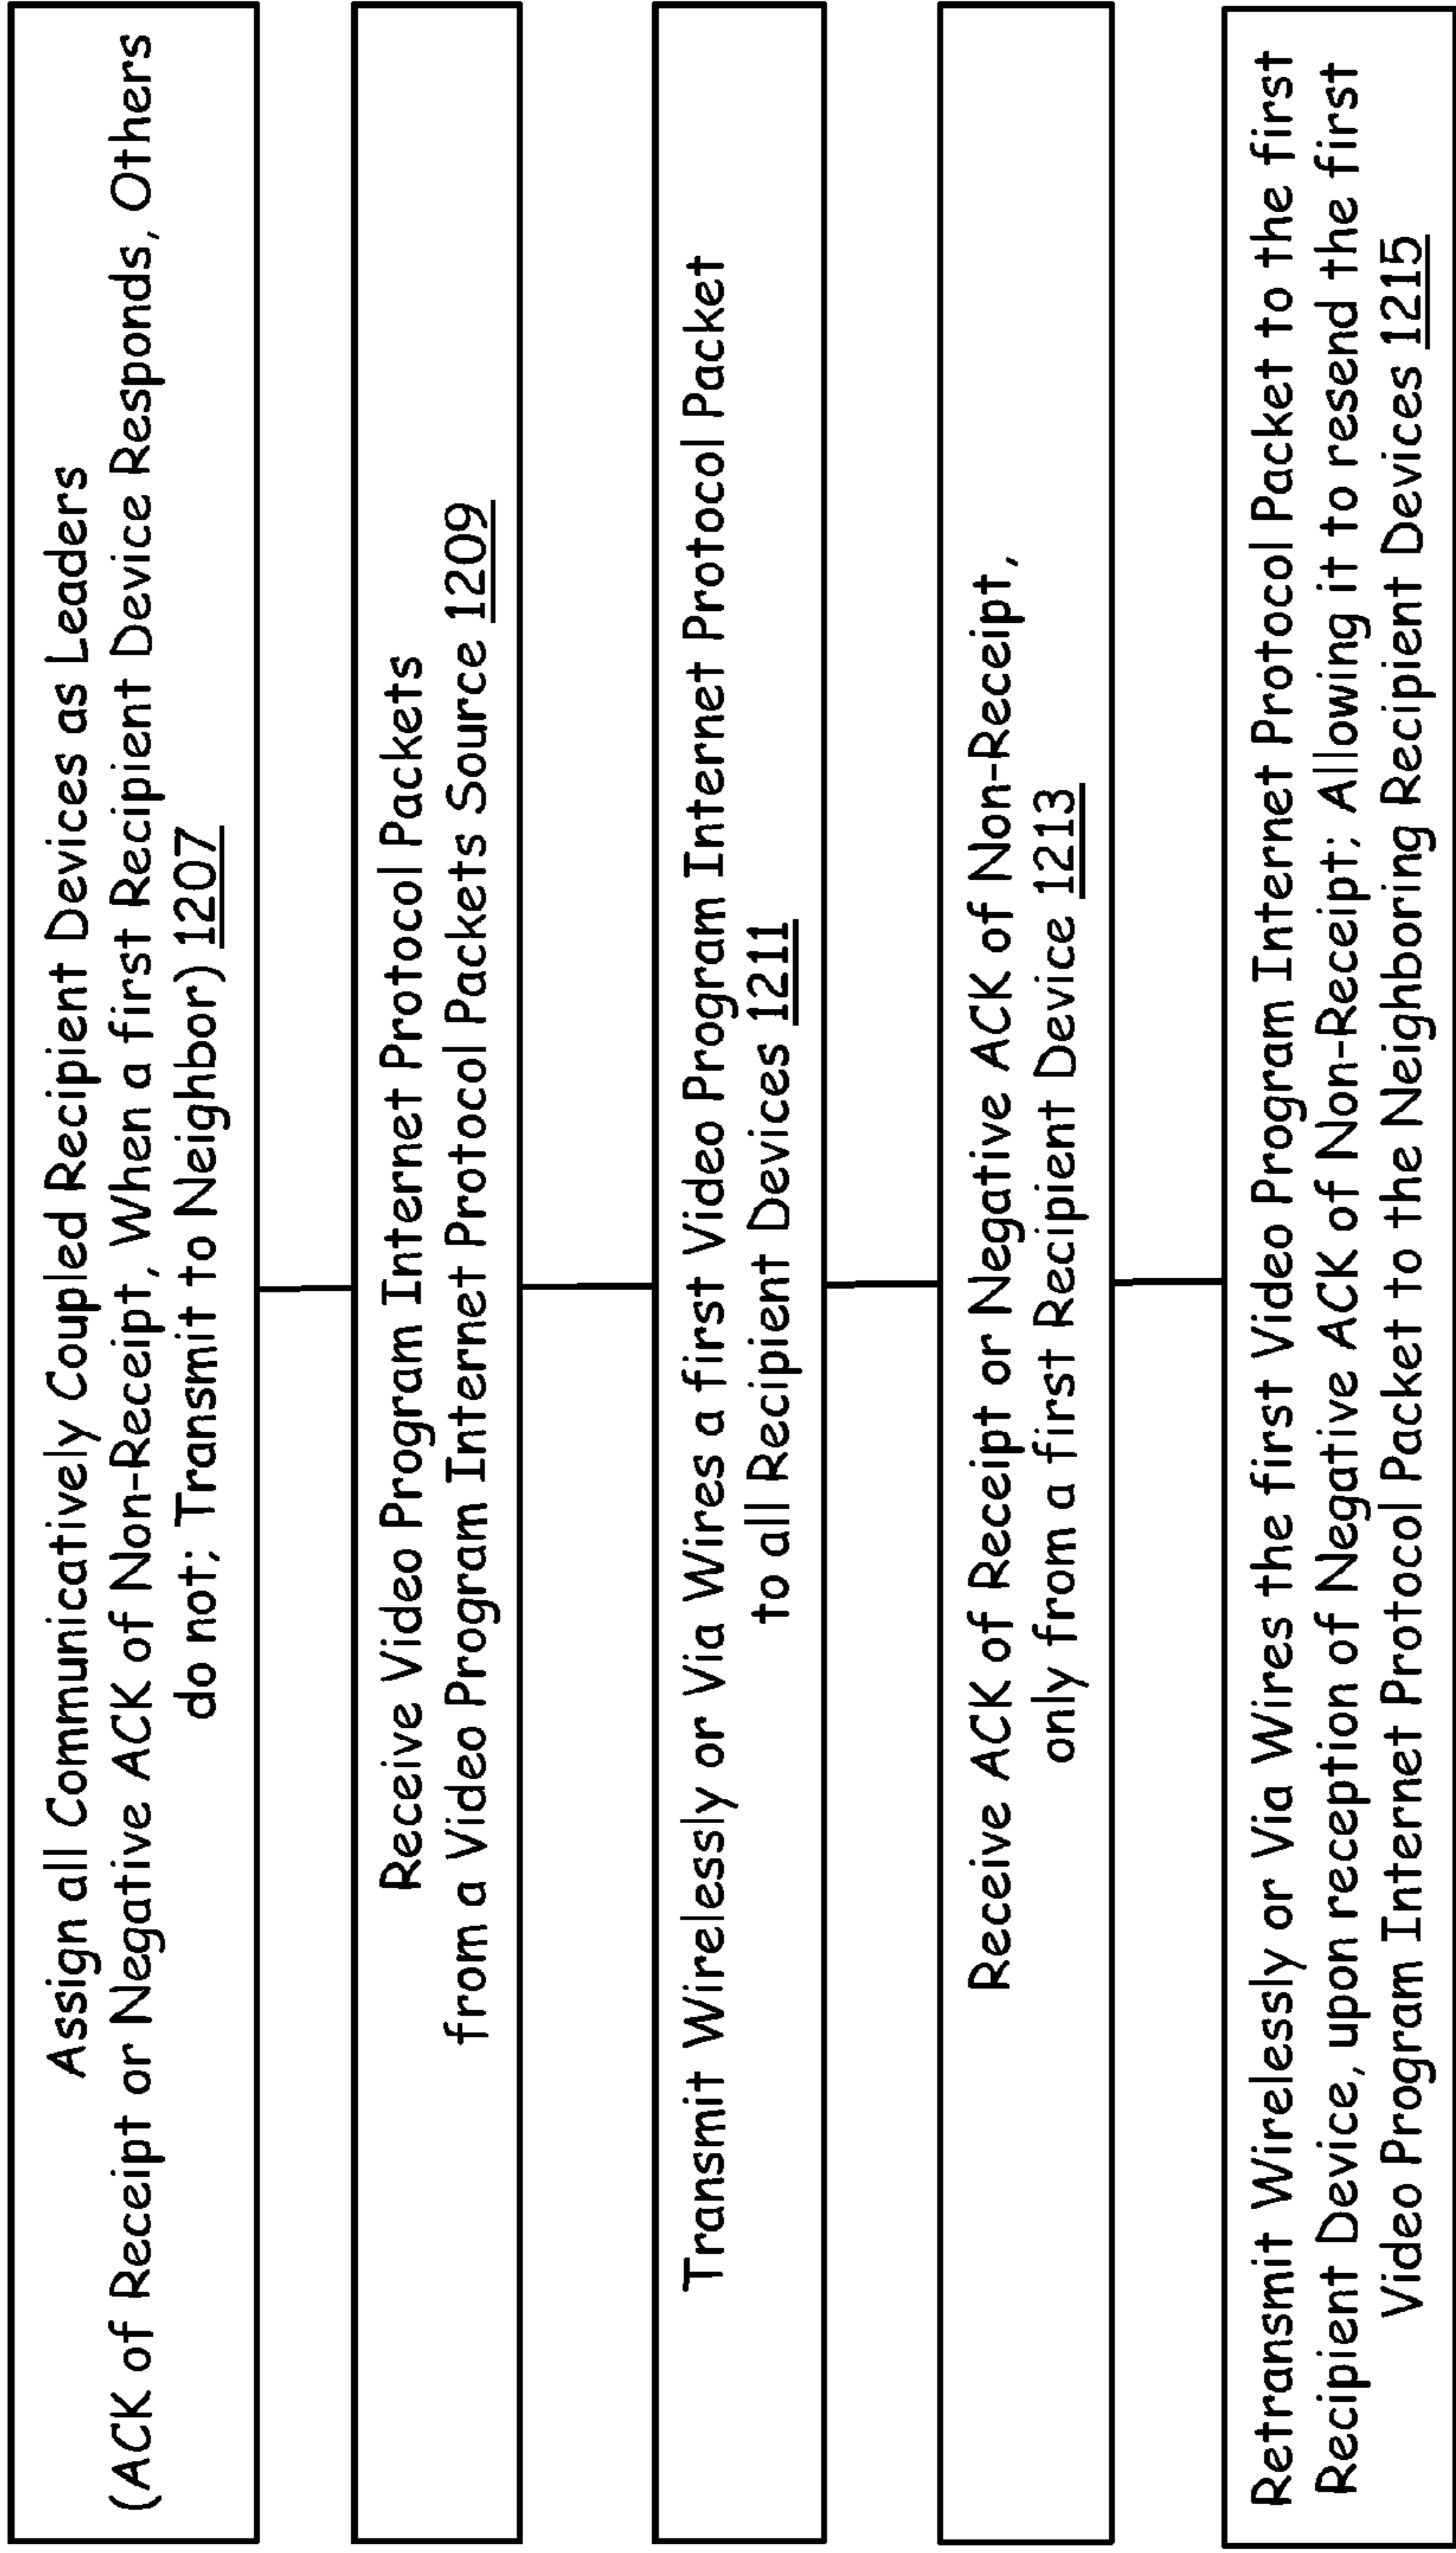 Assign all Communicatively Coupled Recipient Devices as Leaders
(ACK of Receipt or Negative ACK of Non-Receipt, When a first Recipient Device Responds, Others
do not; Transmit to Neighbor) 1207
Receive Video Program Internet Protocol Packets
from a Video Program Internet Protocol Packets Source 1209
Transmit Wirelessly or Via Wires a first Video Program Internet Protocol Packet
to all Recipient Devices 1211
Receive ACK of Receipt or Negative ACK of Non-Receipt,
only from a first Recipient Device 1213
Retransmit Wirelessly or Via Wires the first Video Program Internet Protocol Packet to the first
Recipient Device, upon reception of Negative ACK of Non-Receipt; Allowing it to resend the first
Video Program Internet Protocol Packet to the Neighboring Recipient Devices 1215